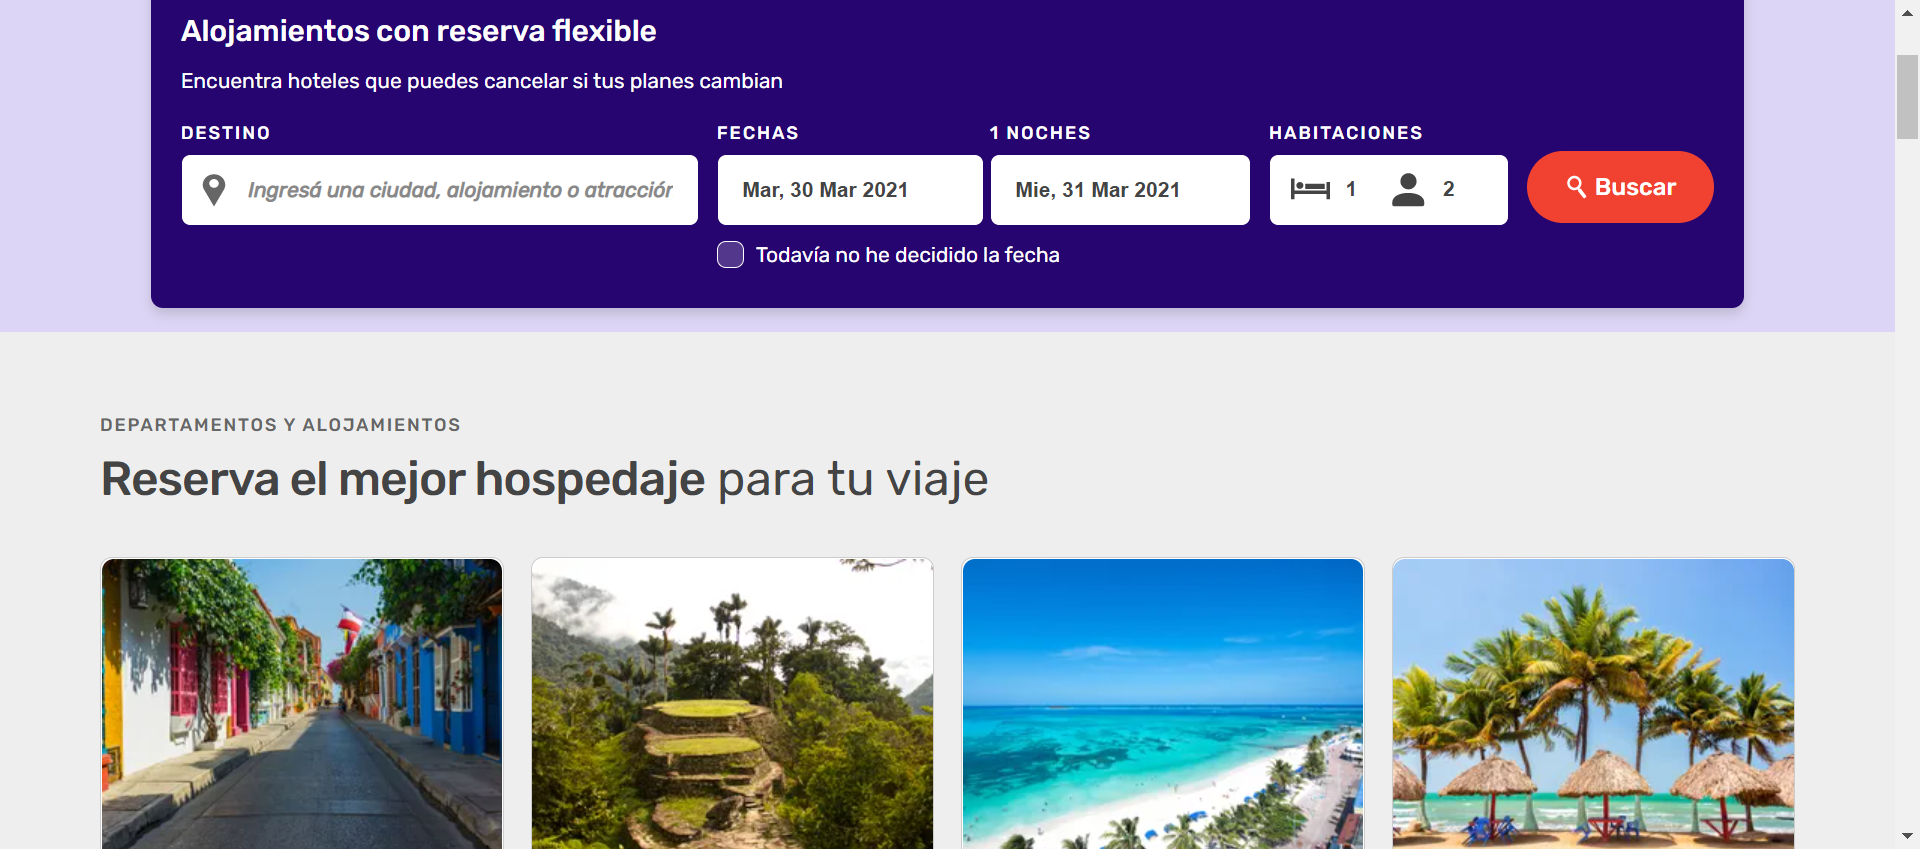 Alojamientos con reserva flexible
Encuentra hoteles que puedes cancelar si tus planes cambian
DESTINO FECHAS 1 NOCHES HABITACIONES
Ingresá una ciudad, alojamiento o atracción Mar, 30 Mar 2021 Mie, 31 Mar 2021 1 2 Buscar
Todavía no he decidido la fecha
DEPARTAMENTOS Y ALOJAMIENTOS
Reserva el mejor hospedaje para tu viaje